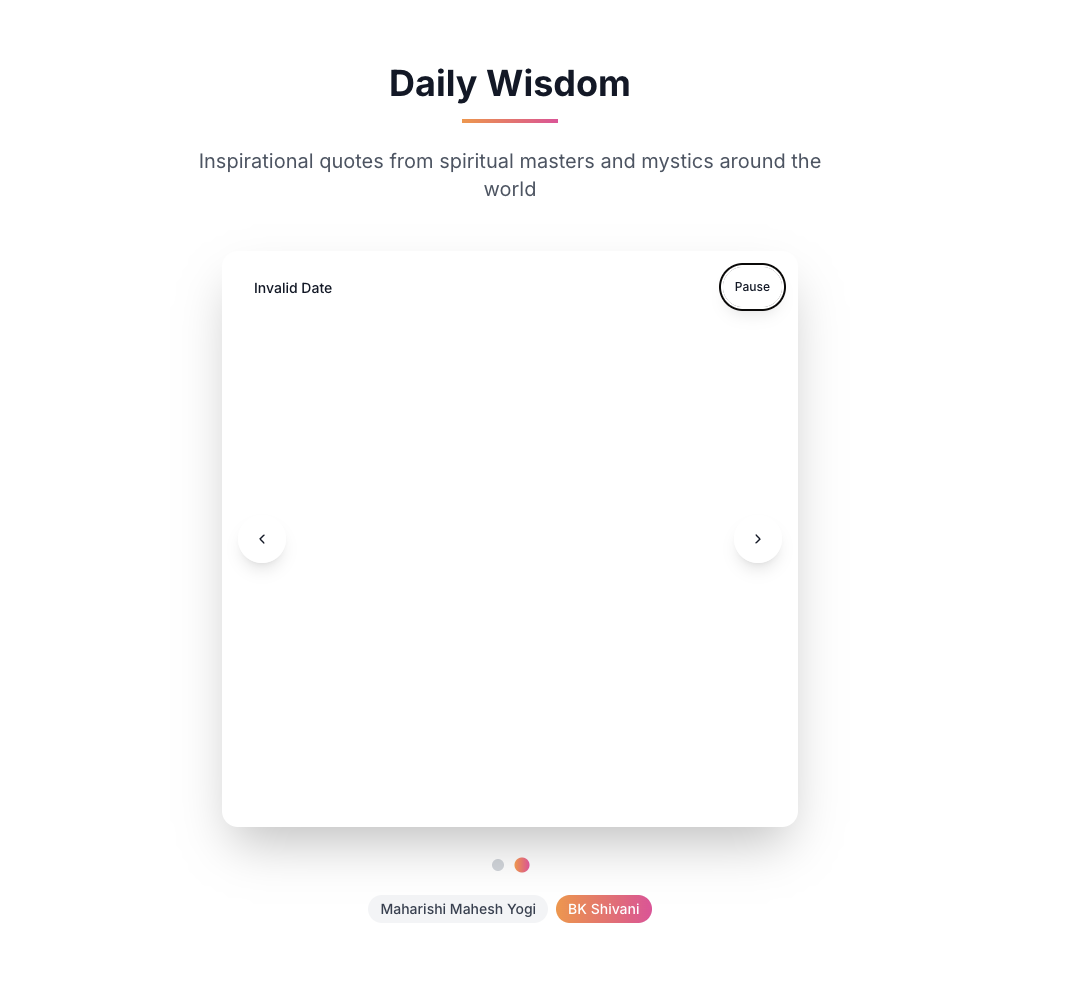 Daily Wisdom
Inspirational quotes from spiritual masters and mystics around the
world
Invalid Date
Pause
Maharishi Mahesh Yogi
BK Shivani